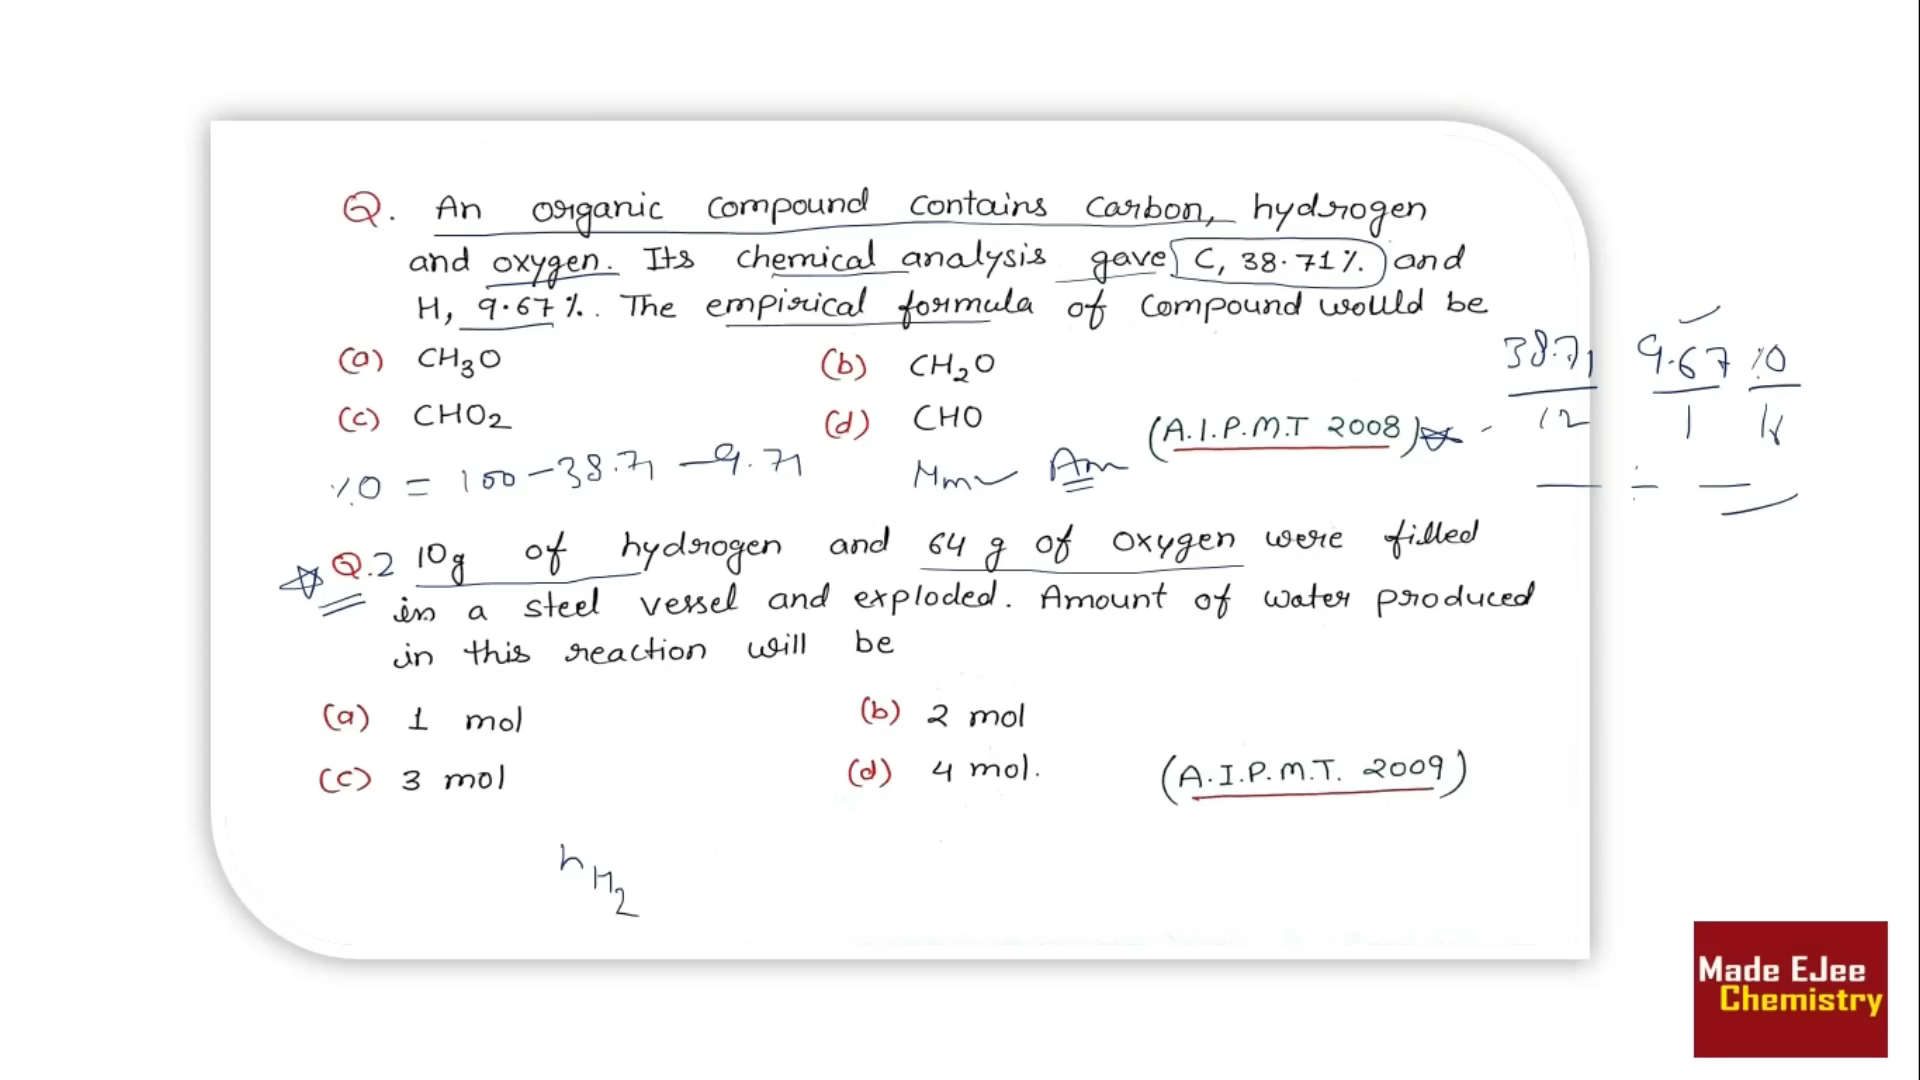 Q. An organic compound contains carbon, hydrogen
and oxygen. Its chemical analysis gave C, 38.71%. and
H, 9.67%. The empirical formula of compound would be
(a) CH3O (b) CH2O
(c) CHO2 (d) CHO
(A.I.P.M.T 2008)
38.71 9.67 %O
12 1 16
%O = 100 - 38.71 - 9.71
Mm Am
Q.2 10g of hydrogen and 64 g of oxygen were filled
in a steel vessel and exploded. Amount of water produced
in this reaction will be
(a) 1 mol (b) 2 mol
(c) 3 mol (d) 4 mol.
(A.I.P.M.T. 2009)
nH2
Made EJee
Chemistry